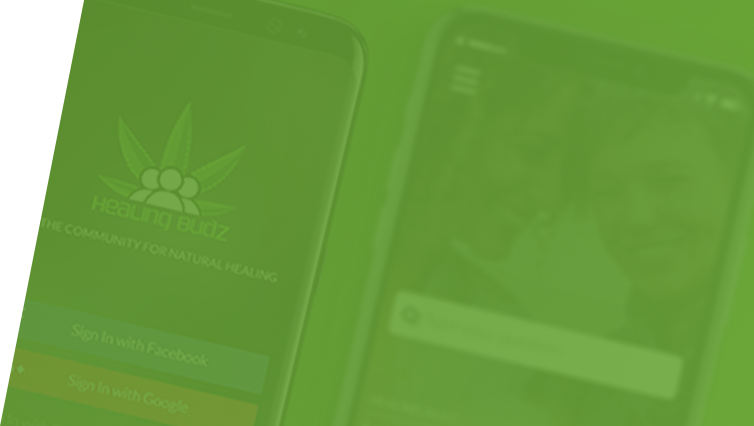 Healing Budz
THE COMMUNITY FOR NATURAL HEALING
Sign In with Facebook
Sign In with Google